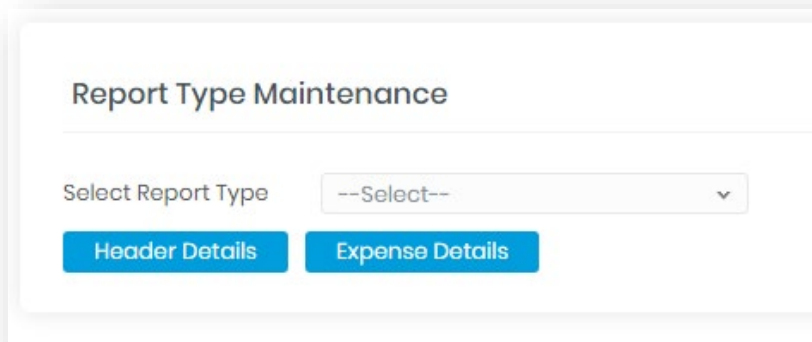 Report Type Maintenance
Select Report Type --Select--
Header Details Expense Details